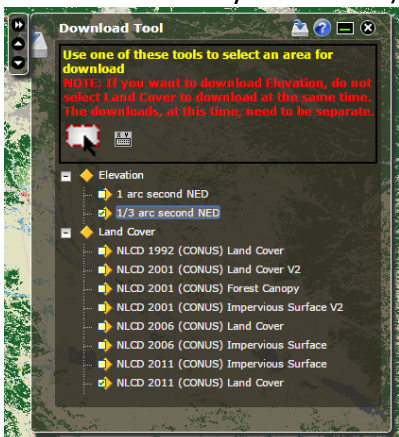 Download Tool
Use one of these tools to select an area for
download
NOTE: If you want to download Elevation, do not
select Land Cover to download at the same time.
The downloads, at this time, need to be separate.
Elevation
1 arc second NED
1/3 arc second NED
Land Cover
NLCD 1992 (CONUS) Land Cover
NLCD 2001 (CONUS) Land Cover V2
NLCD 2001 (CONUS) Forest Canopy
NLCD 2001 (CONUS) Impervious Surface V2
NLCD 2006 (CONUS) Land Cover
NLCD 2006 (CONUS) Impervious Surface
NLCD 2011 (CONUS) Impervious Surface
NLCD 2011 (CONUS) Land Cover